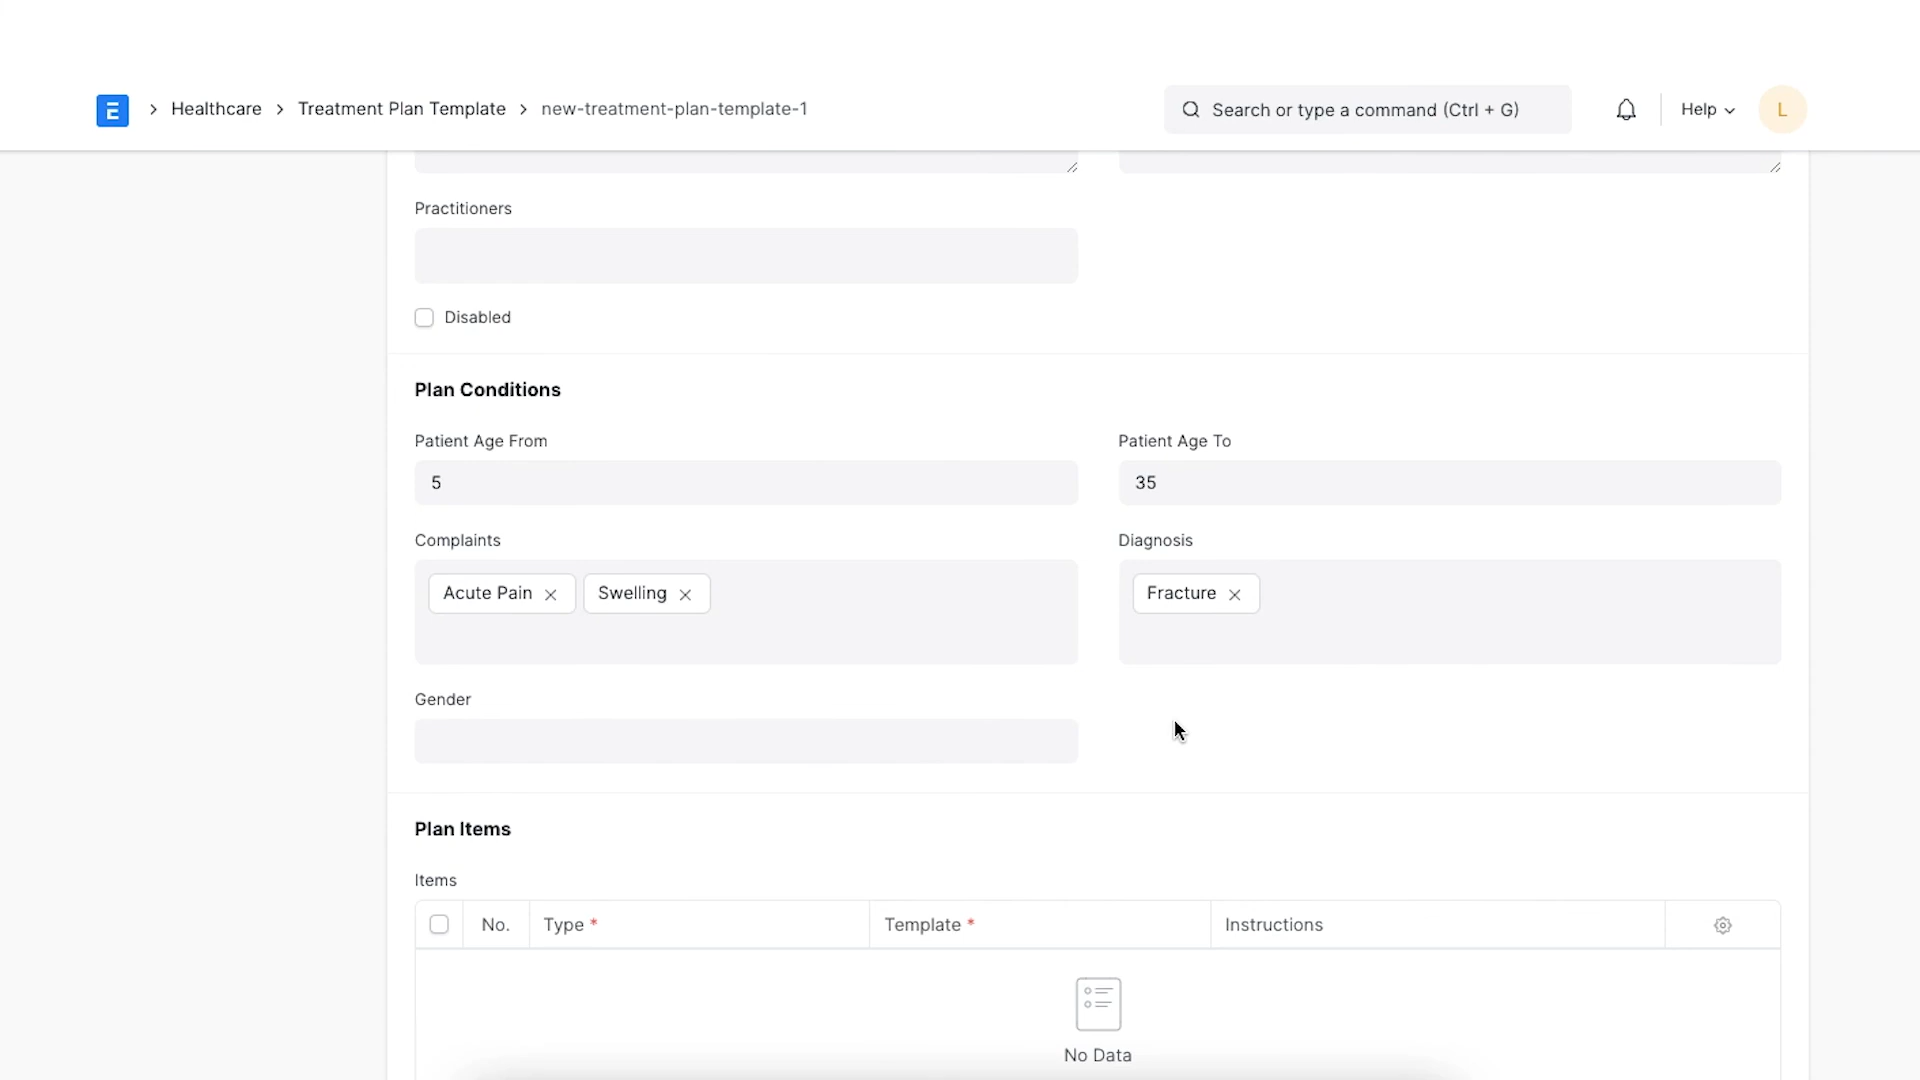 E > Healthcare > Treatment Plan Template > new-treatment-plan-template-1 Search or type a command (Ctrl + G) Help L
Practitioners
Disabled
Plan Conditions
Patient Age From Patient Age To
5 35
Complaints Diagnosis
Acute Pain × Swelling × Fracture ×
Gender
Plan Items
Items
No. Type * Template * Instructions
No Data